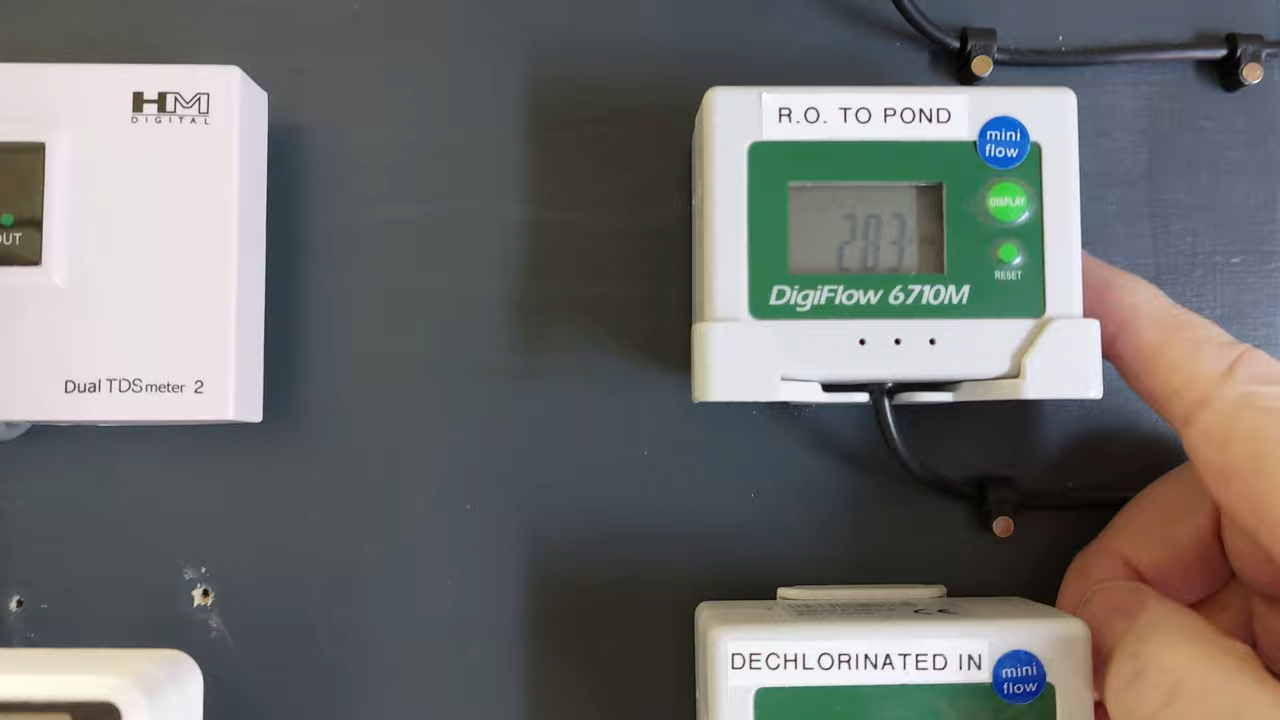 HM
DIGITAL
OUT
Dual TDS meter 2
R.O. TO POND
mini
flow
DISPLAY
283
RESET
DigiFlow 6710M
DECHLORINATED IN
mini
flow